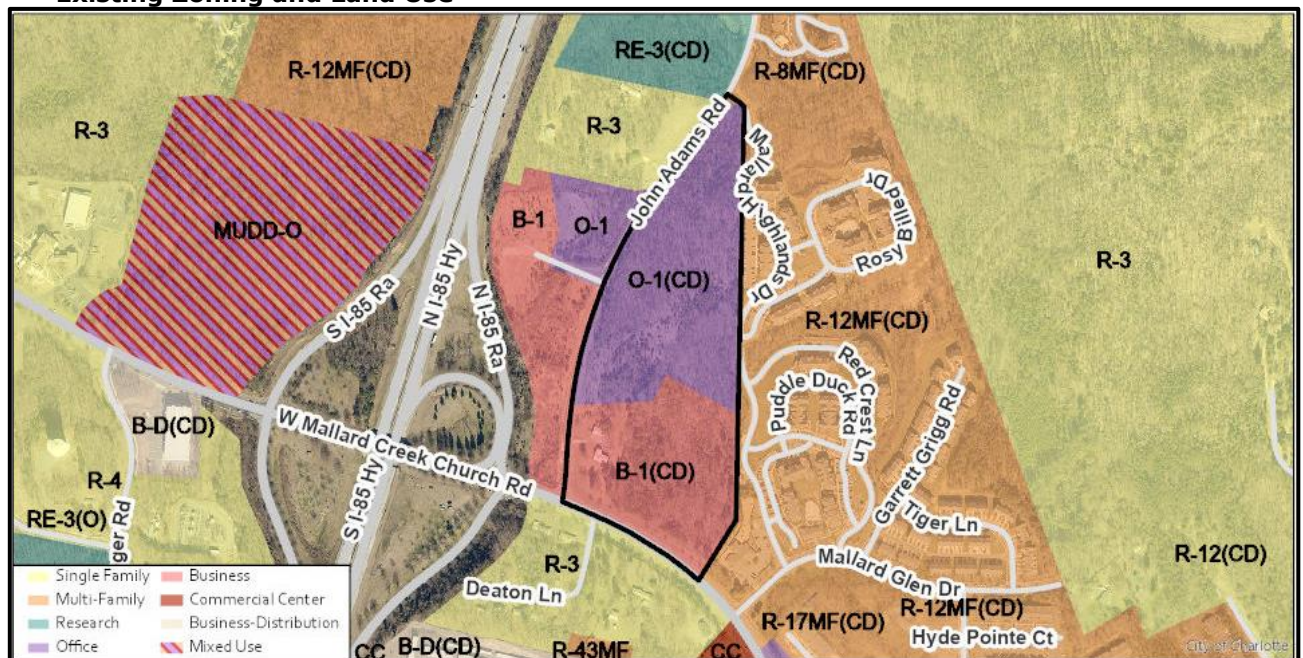 Existing Zoning and Land Use
R-12MF(CD)
RE-3(CD)
R-8MF(CD)
R-3
R-3
John Adams Rd
Mallard Highlands Dr
Rosy Billed Dr
MUDD-O
B-1
O-1
O-1(CD)
R-3
S I-85 Ra
N I-85 Hy
N I-85 Ra
R-12MF(CD)
Red Crest Ln
Puddle Duck Rd
Garrett Grigg Rd
B-D(CD)
W Mallard Creek Church Rd
B-1(CD)
R-4
S I-85 Hy
Tiger Ln
RE-3(O)
ger Rd
R-3
Mallard Glen Dr
R-12(CD)
Deaton Ln
R-17MF(CD)
R-12MF(CD)
Hyde Pointe Ct
CC
B-D(CD)
R-43MF
CC
Single Family
Business
Multi-Family
Commercial Center
Research
Business-Distribution
Office
Mixed Use
City of Charlotte